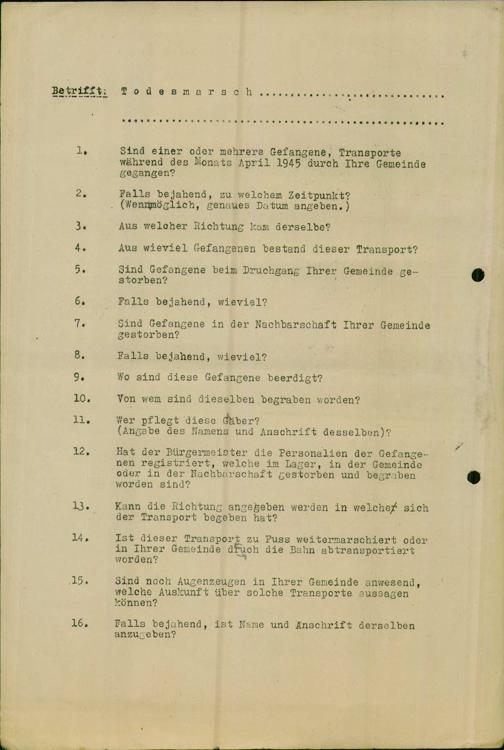 Betrifft: T o d e s m a r s c h ..............................
......................................................
1. Sind einer oder mehrere Gefangene, Transporte
während des Monats April 1945 durch Ihre Gemeinde
gegangen?
2. Falls bejahend, zu welchem Zeitpunkt?
(Wennmöglich, genaues Datum angeben.)
3. Aus welcher Richtung kam derselbe?
4. Aus wieviel Gefangenen bestand dieser Transport?
5. Sind Gefangene beim Druchgang Ihrer Gemeinde ge-
storben?
6. Falls bejahend, wieviel?
7. Sind Gefangene in der Nachbarschaft Ihrer Gemeinde
gestorben?
8. Falls bejahend, wieviel?
9. Wo sind diese Gefangene beerdigt?
10. Von wem sind dieselben begraben worden?
11. Wer pflegt diese Gäber?
(Angabe des Namens und Anschrift desselben)?
12. Hat der Bürgermeister die Personalien der Gefange-
nen registriert, welche im Lager, in der Gemeinde
oder in der Nachbarschaft gestorben und begraben
worden sind?
13. Kann die Richtung angegeben werden in welcher sich
der Transport begeben hat?
14. Ist dieser Transport zu Fuss weitermarschiert oder
in Ihrer Gemeinde druch die Bahn abtransportiert
worden?
15. Sind noch Augenzeugen in Ihrer Gemeinde anwesend,
welche Auskunft über solche Transporte aussagen
können?
16. Falls bejahend, ist Name und Anschrift derselben
anzugeben?